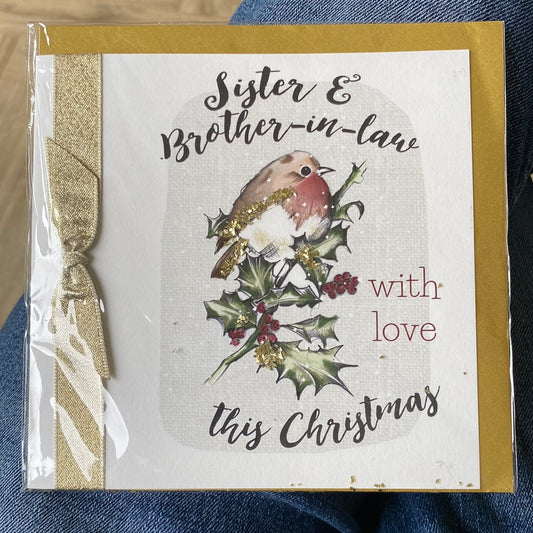 Sister &
Brother-in-law
with
love
this Christmas